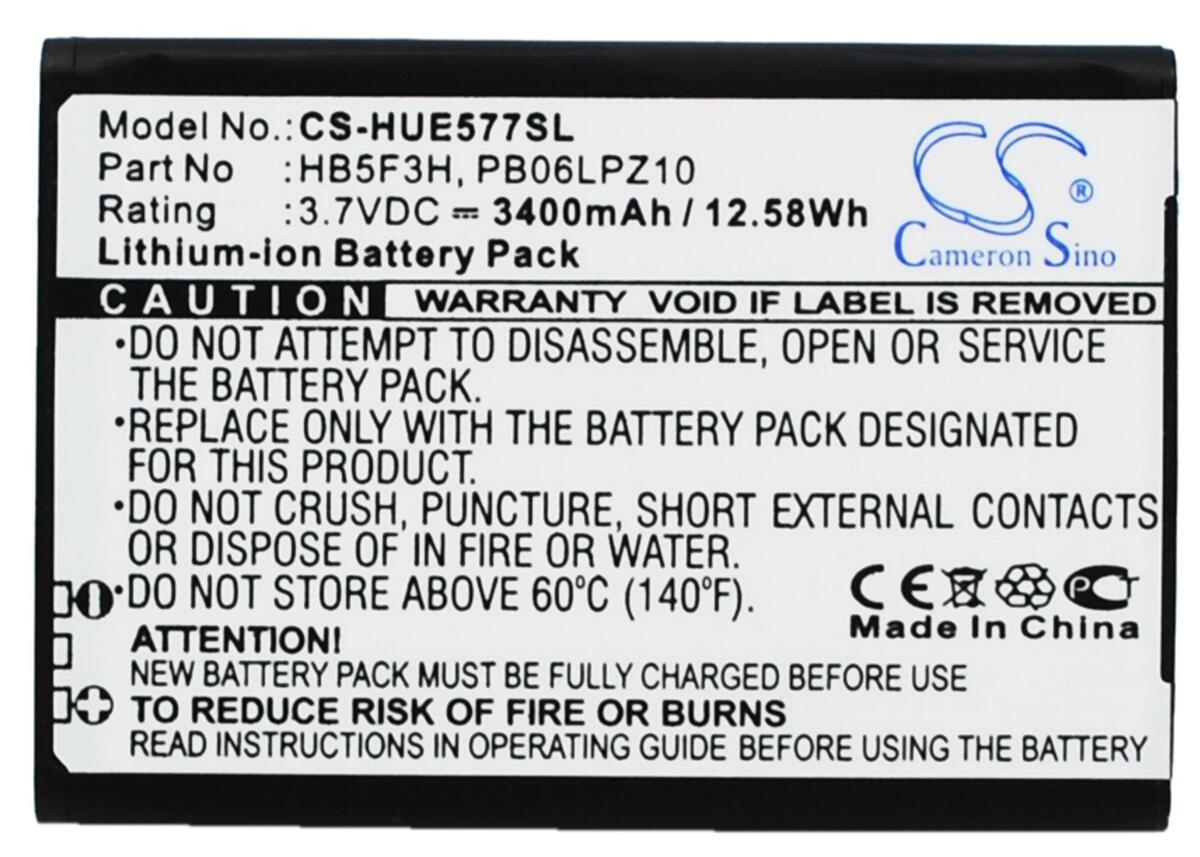 Model No.: CS-HUE577SL
Part No : HB5F3H, PB06LPZ10
Rating : 3.7VDC ⎓ 3400mAh / 12.58Wh
Lithium-ion Battery Pack
CS ®
Cameron Sino
CAUTION WARRANTY VOID IF LABEL IS REMOVED
·DO NOT ATTEMPT TO DISASSEMBLE, OPEN OR SERVICE
THE BATTERY PACK.
·REPLACE ONLY WITH THE BATTERY PACK DESIGNATED
FOR THIS PRODUCT.
·DO NOT CRUSH, PUNCTURE, SHORT EXTERNAL CONTACTS
OR DISPOSE OF IN FIRE OR WATER.
·DO NOT STORE ABOVE 60°C (140°F).
CE PCT
Made In China
ATTENTION!
NEW BATTERY PACK MUST BE FULLY CHARGED BEFORE USE
TO REDUCE RISK OF FIRE OR BURNS
READ INSTRUCTIONS IN OPERATING GUIDE BEFORE USING THE BATTERY